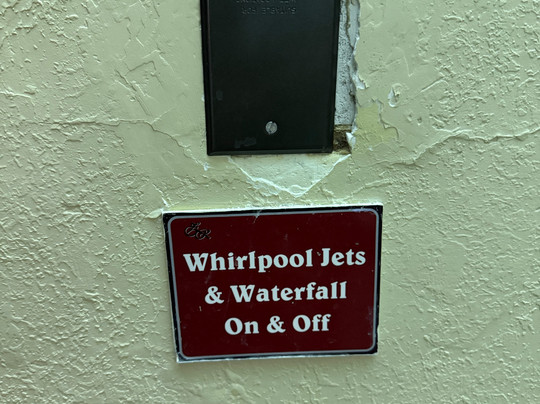 Whirlpool Jets
& Waterfall
On & Off